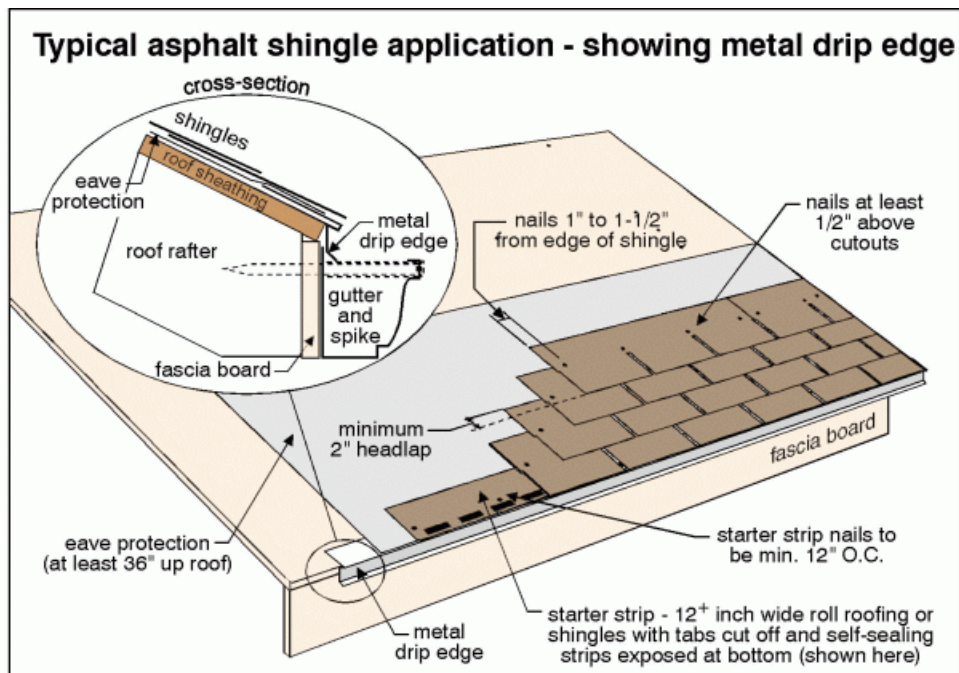 Typical asphalt shingle application - showing metal drip edge
cross-section
shingles
roof sheathing
eave
protection
roof rafter
metal
drip edge
gutter
and
spike
fascia board
nails 1" to 1-1/2"
from edge of shingle
nails at least
1/2" above
cutouts
minimum
2" headlap
fascia board
eave protection
(at least 36" up roof)
starter strip nails to
be min. 12" O.C.
metal
drip edge
starter strip - 12+ inch wide roll roofing or
shingles with tabs cut off and self-sealing
strips exposed at bottom (shown here)